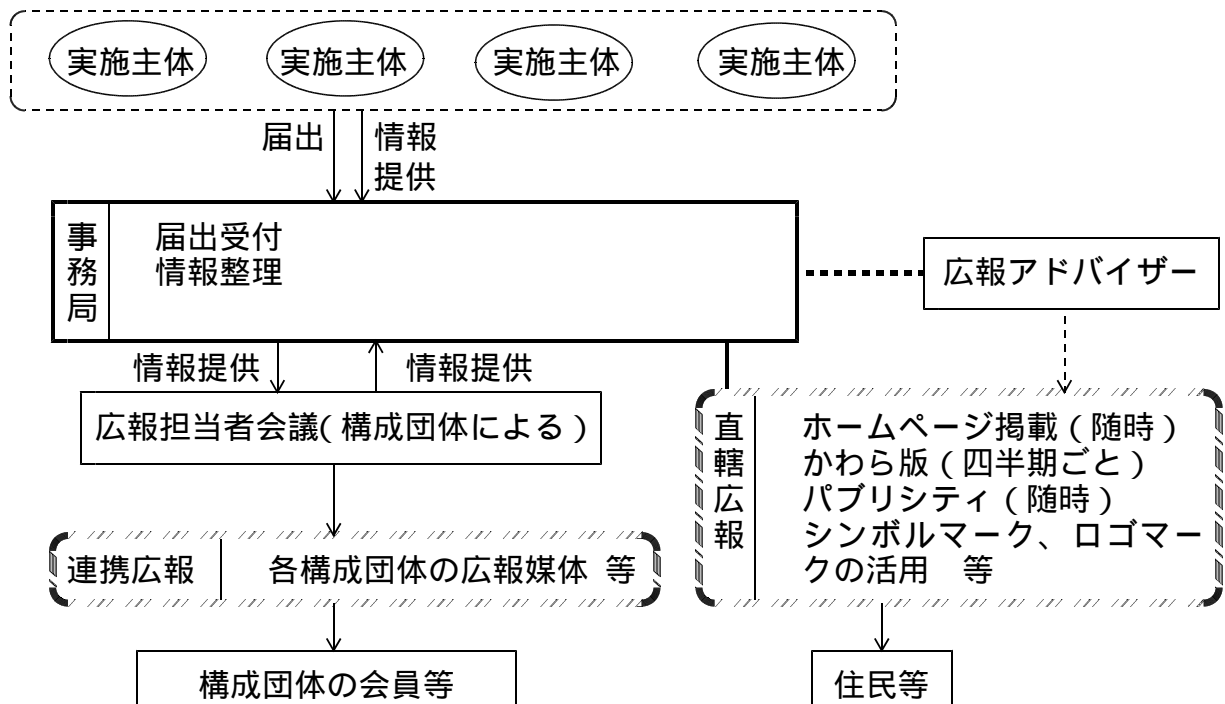 実施主体
実施主体
実施主体
実施主体
届出
情報
提供
事務局
届出受付
情報整理
広報アドバイザー
情報提供
情報提供
広報担当者会議(構成団体による)
直轄広報
ホームページ掲載(随時)
かわら版(四半期ごと)
パブリシティ(随時)
シンボルマーク、ロゴマー
クの活用 等
連携広報
各構成団体の広報媒体 等
構成団体の会員等
住民等